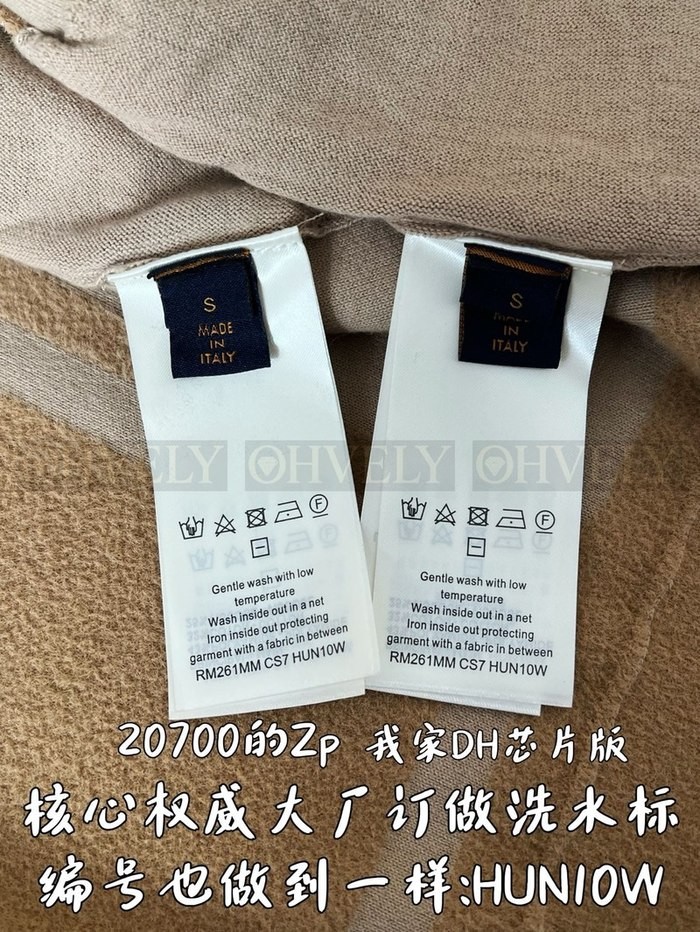 S
MADE
IN
ITALY
S
IN
ITALY
OHVELY OHVELY OHVELY
Gentle wash with low
temperature
Wash inside out in a net
Iron inside out protecting
garment with a fabric in between
RM261MM CS7 HUN10W
Gentle wash with low
temperature
Wash inside out in a net
Iron inside out protecting
garment with a fabric in between
RM261MM CS7 HUN10W
20700的Zp 我家DH芯片版
核心权威大厂订做洗水标
编号也做到一样:HUN10W